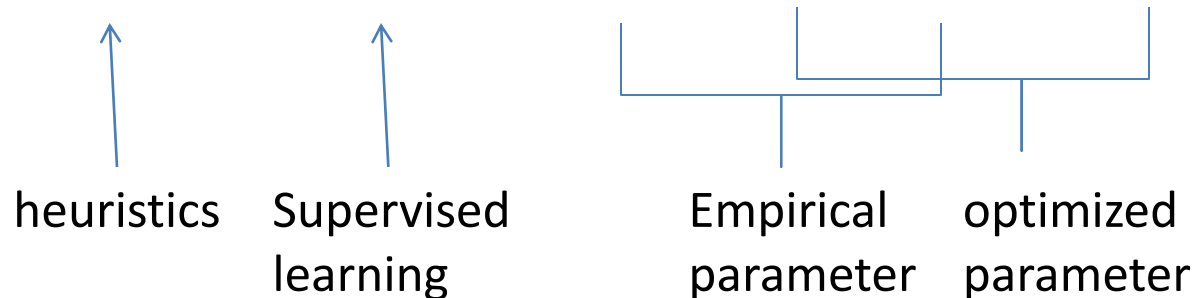 heuristics Supervised Empirical optimized
learning parameter parameter